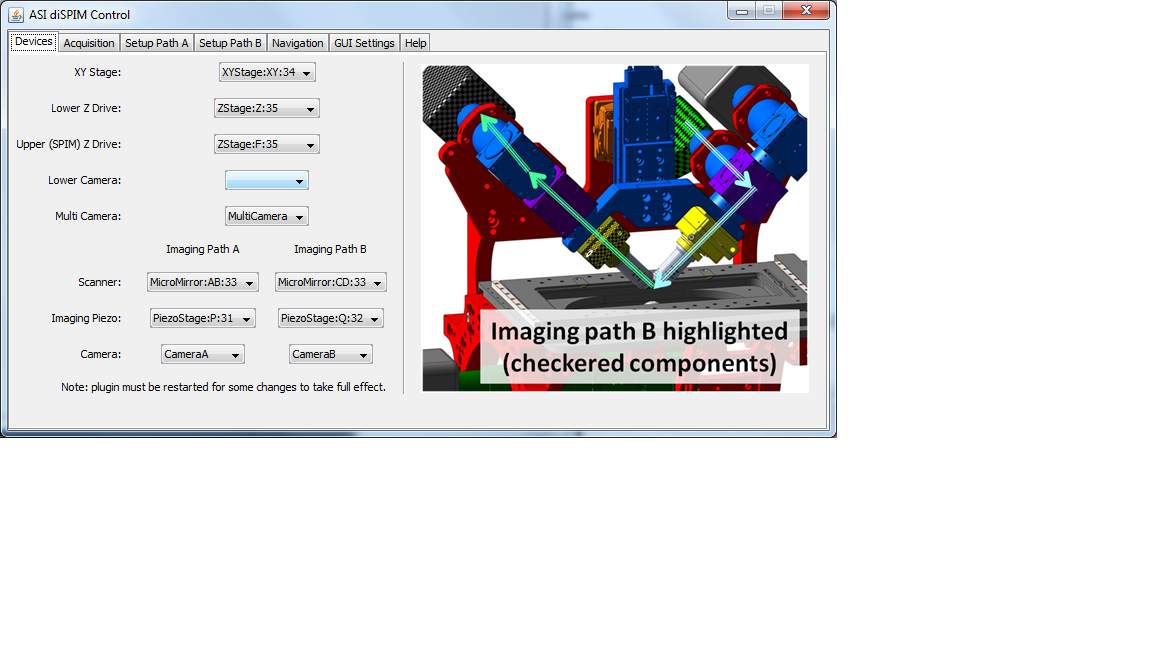 ASI diSPIM Control
Devices Acquisition Setup Path A Setup Path B Navigation GUI Settings Help
XY Stage: XYStage:XY:34
Lower Z Drive: ZStage:Z:35
Upper (SPIM) Z Drive: ZStage:F:35
Lower Camera:
Multi Camera: MultiCamera
Imaging Path A Imaging Path B
Scanner: MicroMirror:AB:33 MicroMirror:CD:33
Imaging Piezo: PiezoStage:P:31 PiezoStage:Q:32
Camera: CameraA CameraB
Note: plugin must be restarted for some changes to take full effect.
Imaging path B highlighted
(checkered components)